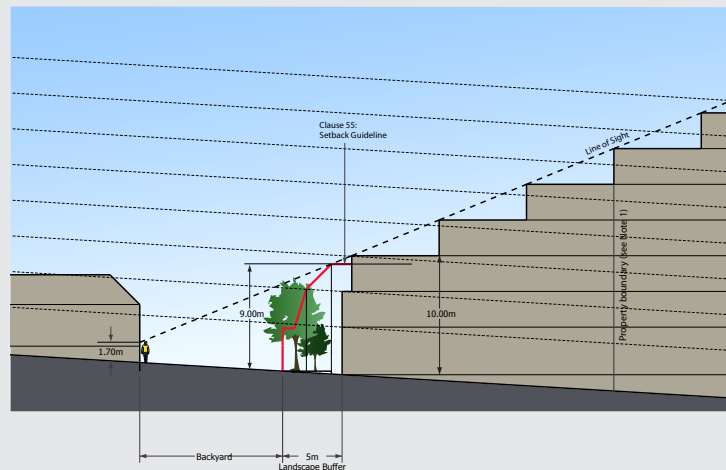 Clause 55:
Setback Guideline
Line of Sight
Property boundary (see Note 1)
9.00m
10.00m
1.70m
Backyard
5m
Landscape Buffer